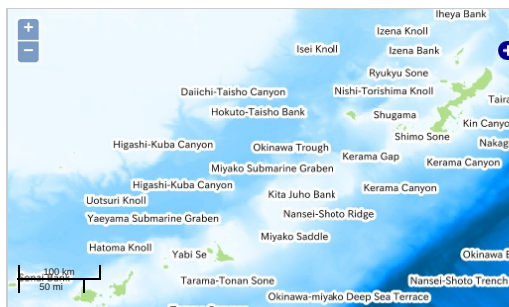 Iheya Bank
+
Izena Knoll
Isei Knoll
Izena Bank
−
Ryukyu Sone
Daiichi-Taisho Canyon
Nishi-Torishima Knoll
Taira
Hokuto-Taisho Bank
Shugama
Kin Canyo
Shimo Sone
Higashi-Kuba Canyon
Okinawa Trough
Nakag
Kerama Gap
Kerama Canyon
Miyako Submarine Graben
Higashi-Kuba Canyon
Kita Juho Bank
Kerama Canyon
Uotsuri Knoll
Yaeyama Submarine Graben
Nansei-Shoto Ridge
Miyako Saddle
Hatoma Knoll
Yabi Se
Okinawa B
100 km
Sonai Bank
50 mi
Tarama-Tonan Sone
Nansei-Shoto Trench
Okinawa-miyako Deep Sea Terrace